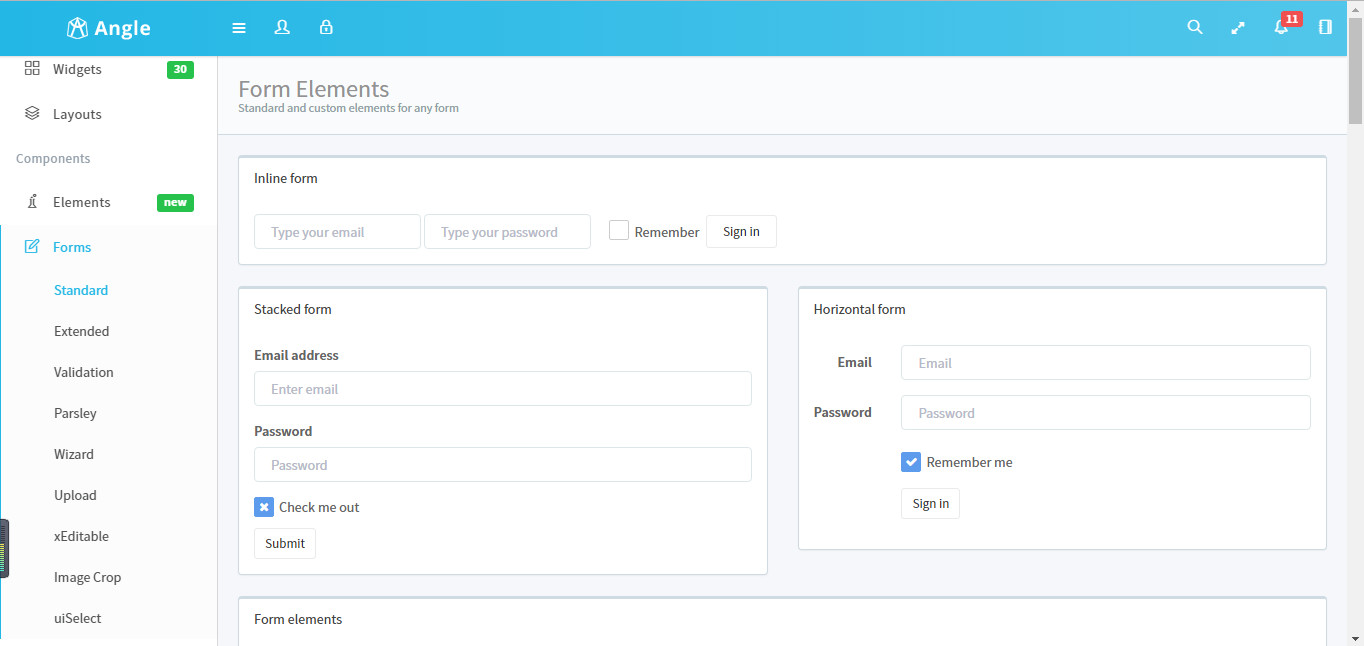 Angle
11
Widgets 30
Layouts
Components
Elements new
Forms
Standard
Extended
Validation
Parsley
Wizard
Upload
xEditable
Image Crop
uiSelect
Form Elements
Standard and custom elements for any form
Inline form
Type your email Type your password Remember Sign in
Stacked form
Email address
Enter email
Password
Password
Check me out
Submit
Horizontal form
Email Email
Password Password
Remember me
Sign in
Form elements